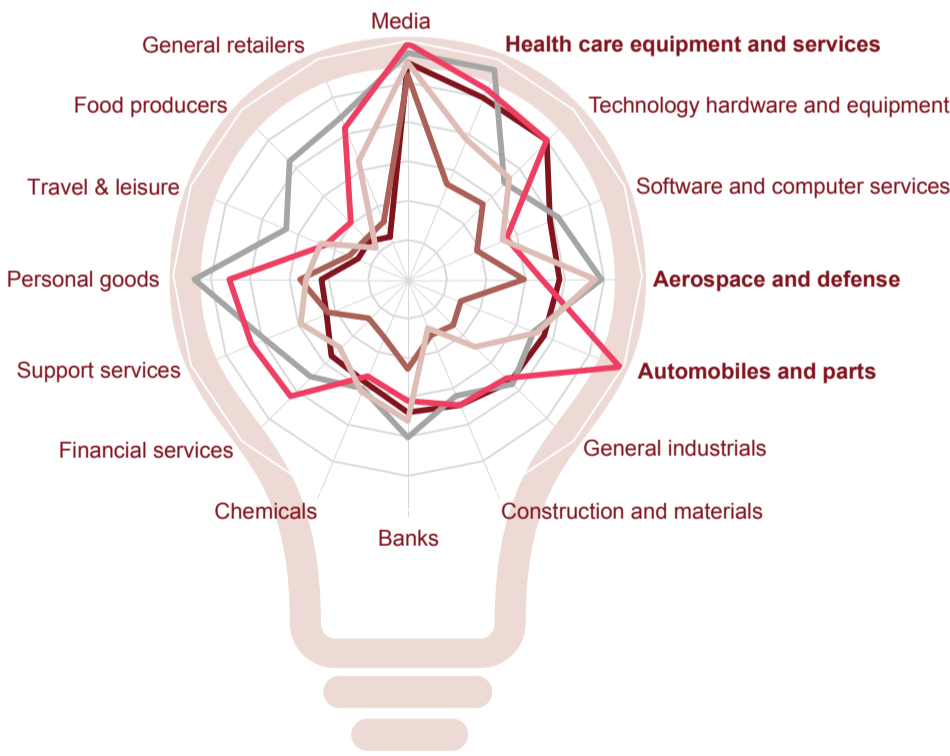 Media
General retailers
Health care equipment and services
Food producers
Technology hardware and equipment
Travel & leisure
Software and computer services
Personal goods
Aerospace and defense
Support services
Automobiles and parts
Financial services
General industrials
Chemicals
Construction and materials
Banks